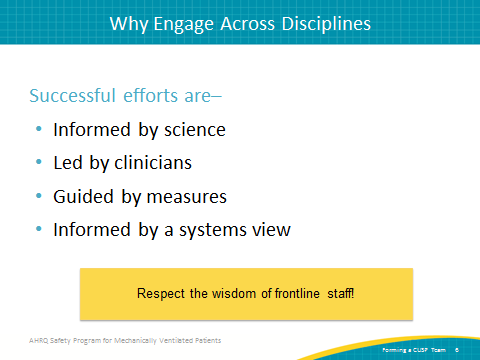 Why Engage Across Disciplines
Successful efforts are–
• Informed by science
• Led by clinicians
• Guided by measures
• Informed by a systems view
Respect the wisdom of frontline staff!
AHRQ Safety Program for Mechanically Ventilated Patients
Forming a CUSP Team 6